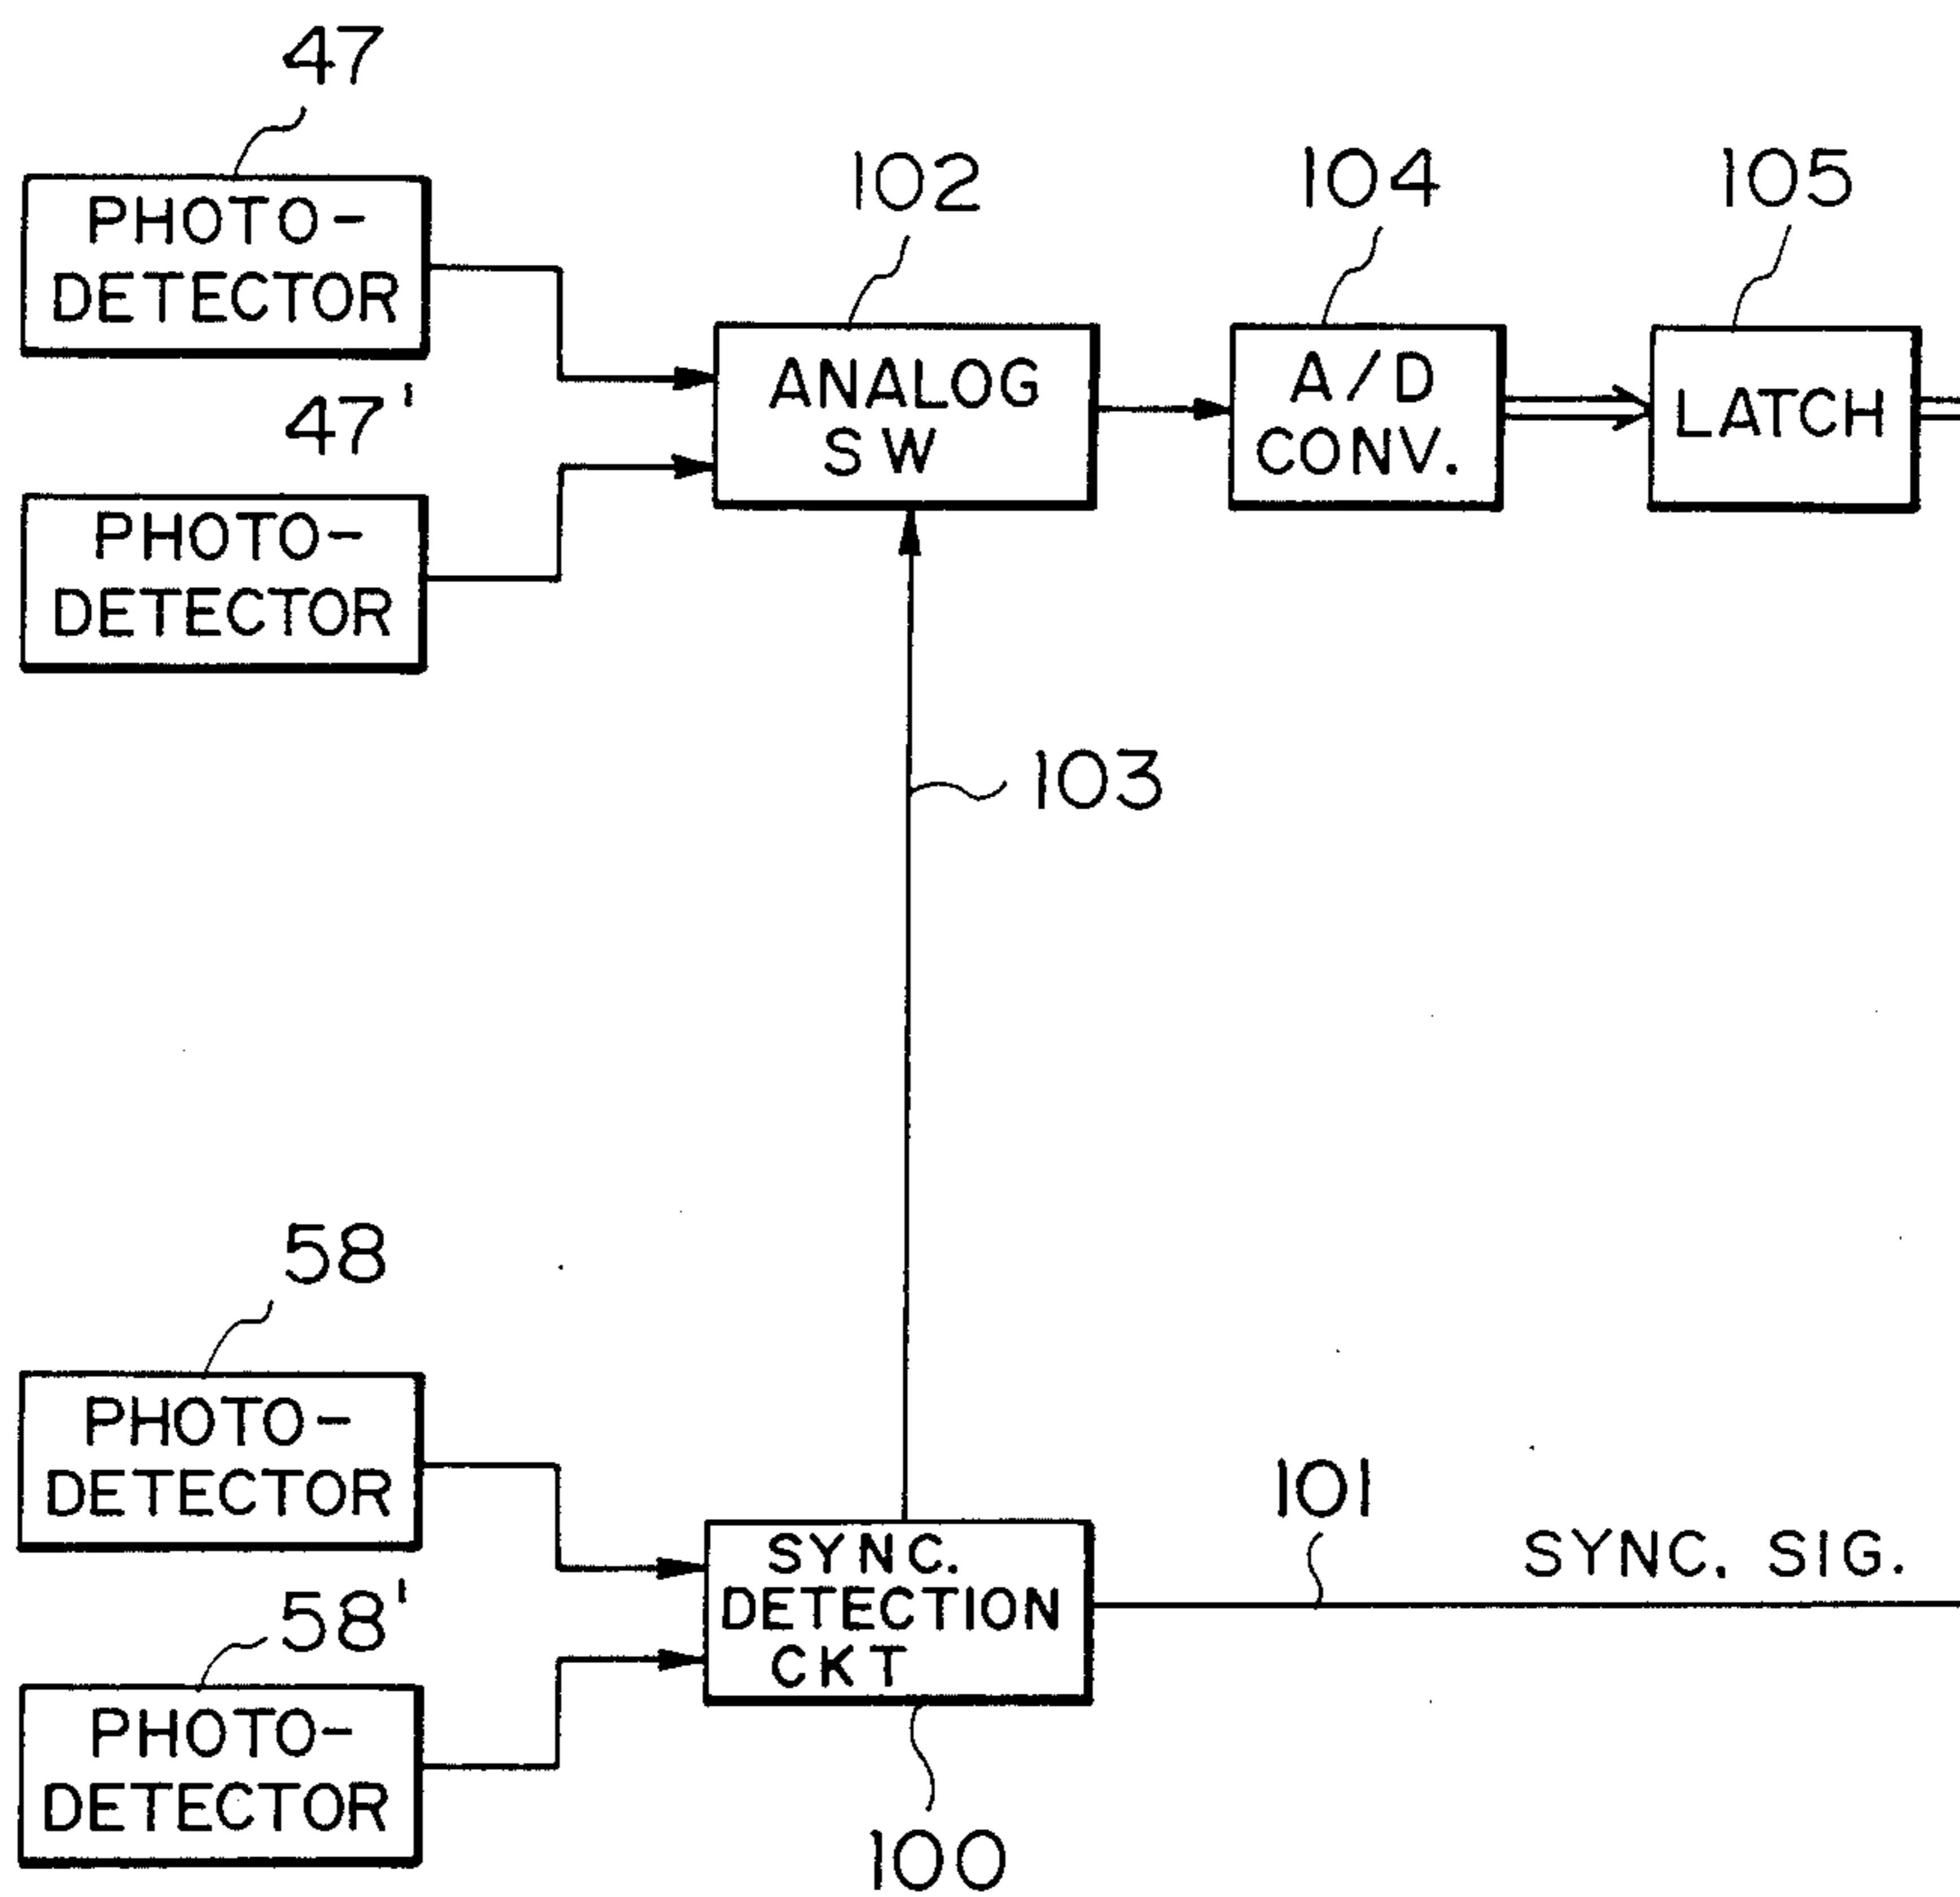 47
PHOTO-
DETECTOR
47'
PHOTO-
DETECTOR
102
ANALOG
SW
104
A/D
CONV.
105
LATCH
103
58
PHOTO-
DETECTOR
58'
PHOTO-
DETECTOR
SYNC.
DETECTION
CKT
100
101
SYNC. SIG.